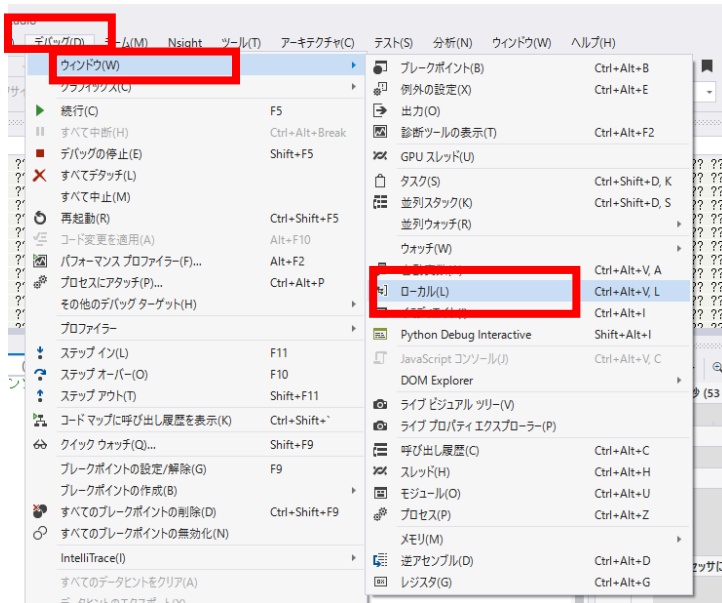 デバッグ(D) チーム(M) Nsight ツール(T) アーキテクチャ(C) テスト(S) 分析(N) ウィンドウ(W) ヘルプ(H)
ウィンドウ(W)
グラフィックス(C)
続行(C) F5
すべて中断(H) Ctrl+Alt+Break
デバッグの停止(E) Shift+F5
すべてデタッチ(L)
すべて中止(M)
再起動(R) Ctrl+Shift+F5
コード変更を適用(A) Alt+F10
パフォーマンス プロファイラー(F)... Alt+F2
プロセスにアタッチ(P)... Ctrl+Alt+P
その他のデバッグ ターゲット(H)
プロファイラー
ステップ イン(L) F11
ステップ オーバー(O) F10
ステップ アウト(T) Shift+F11
コード マップに呼び出し履歴を表示(K) Ctrl+Shift+`
クイック ウォッチ(Q)... Shift+F9
ブレークポイントの設定/解除(G) F9
ブレークポイントの作成(B)
すべてのブレークポイントの削除(D) Ctrl+Shift+F9
すべてのブレークポイントの無効化(N)
IntelliTrace(I)
すべてのデータヒントをクリア(A)
ブレークポイント(B) Ctrl+Alt+B
例外の設定(X) Ctrl+Alt+E
出力(O)
診断ツールの表示(T) Ctrl+Alt+F2
GPU スレッド(U)
タスク(S) Ctrl+Shift+D, K
並列スタック(K) Ctrl+Shift+D, S
並列ウォッチ(R)
ウォッチ(W)
Ctrl+Alt+V, A
ローカル(L) Ctrl+Alt+V, L
Ctrl+Alt+I
Python Debug Interactive Shift+Alt+I
JavaScript コンソール(J) Ctrl+Alt+V, C
DOM Explorer
ライブ ビジュアル ツリー(V)
ライブ プロパティ エクスプローラー(P)
呼び出し履歴(C) Ctrl+Alt+C
スレッド(H) Ctrl+Alt+H
モジュール(O) Ctrl+Alt+U
プロセス(P) Ctrl+Alt+Z
メモリ(M)
逆アセンブル(D) Ctrl+Alt+D
レジスタ(G) Ctrl+Alt+G